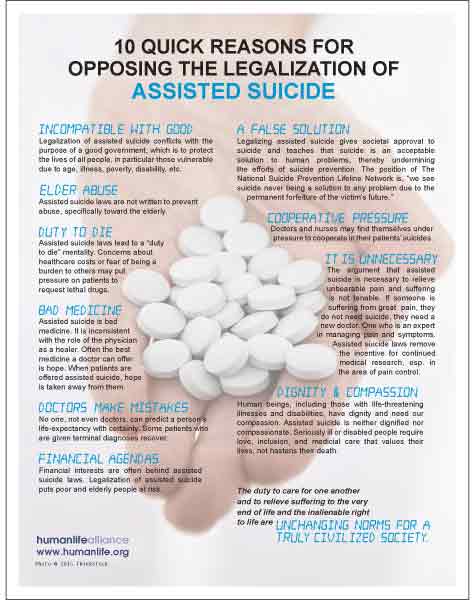 10 QUICK REASONS FOR
OPPOSING THE LEGALIZATION OF
ASSISTED SUICIDE
INCOMPATIBLE WITH GOOD
Legalization of assisted suicide conflicts with the
purpose of a good government, which is to protect
the lives of all people, in particular those vulnerable
due to age, illness, poverty, disability, etc.
ELDER ABUSE
Assisted suicide laws are not written to prevent
abuse, specifically toward the elderly.
DUTY TO DIE
Assisted suicide laws lead to a "duty
to die" mentality. Concerns about
healthcare costs or fear of being a
burden to others may put
pressure on patients to
request lethal drugs.
BAD MEDICINE
Assisted suicide is bad
medicine. It is inconsistent
with the role of the physician
as a healer. Often the best
medicine a doctor can offer
is hope. When patients are
offered assisted suicide, hope
is taken away from them.
DOCTORS MAKE MISTAKES
No one, not even doctors, can predict a person's
life-expectancy with certainty. Some patients who
are given terminal diagnoses recover.
FINANCIAL AGENDAS
Financial interests are often behind assisted
suicide laws. Legalization of assisted suicide
puts poor and elderly people at risk.
A FALSE SOLUTION
Legalizing assisted suicide gives societal approval to
suicide and teaches that suicide is an acceptable
solution to human problems, thereby undermining
the efforts of suicide prevention. The position of The
National Suicide Prevention Lifeline Network is, "we see
suicide never being a solution to any problem due to the
permanent forfeiture of the victim's future."
COOPERATIVE PRESSURE
Doctors and nurses may find themselves under
pressure to cooperate in their patients' suicides.
IT IS UNNECESSARY
The argument that assisted
suicide is necessary to relieve
unbearable pain and suffering
is not tenable. If someone is
suffering from great pain, they
do not need suicide, they need a
new doctor. One who is an expert
in managing pain and symptoms.
Assisted suicide laws remove
the incentive for continued
medical research, esp. in
the area of pain control.
DIGNITY & COMPASSION
Human beings, including those with life-threatening
illnesses and disabilities, have dignity and need our
compassion. Assisted suicide is neither dignified nor
compassionate. Seriously ill or disabled people require
love, inclusion, and medical care that values their
lives, not hastens their death.
The duty to care for one another
and to relieve suffering to the very
end of life and the inalienable right
to life are UNCHANGING NORMS FOR A
TRULY CIVILIZED SOCIETY.
humanlifealliance
www.humanlife.org
Photo © 2015 Thinkstock